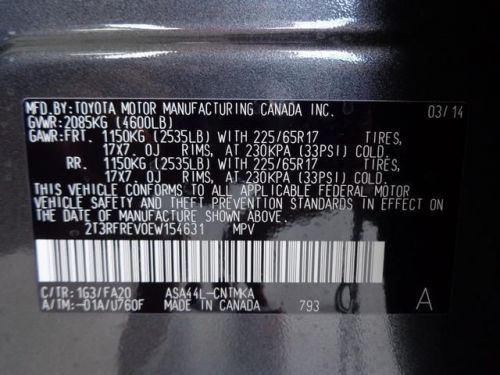 MFD.BY:TOYOTA MOTOR MANUFACTURING CANADA INC. 03/14
GVWR:2085KG (4600LB)
GAWR:FRT. 1150KG (2535LB) WITH 225/65R17 TIRES,
17X7.0J RIMS, AT 230KPA (33PSI) COLD.
RR. 1150KG (2535LB) WITH 225/65R17 TIRES,
17X7.0J RIMS, AT 230KPA (33PSI) COLD.
THIS VEHICLE CONFORMS TO ALL APPLICABLE FEDERAL MOTOR
VEHICLE SAFETY AND THEFT PREVENTION STANDARDS IN EFFECT ON
THE DATE OF MANUFACTURE SHOWN ABOVE.
2T3RFREV0EW154631 MPV
C/TR:1G3/FA20 ASA44L-CNTMKA
A/TM:-01A/U760F MADE IN CANADA 793 A